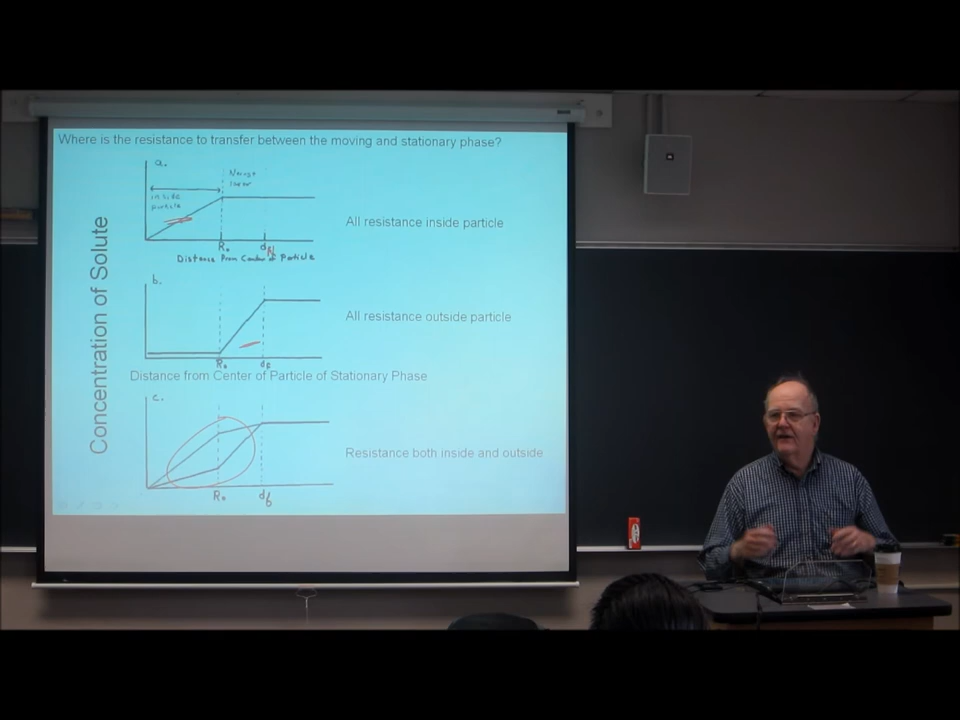 Where is the resistance to transfer between the moving and stationary phase?
Concentration of Solute
a.
inside
particle
All resistance inside particle
R₀
Distance From Center of Particle
b.
All resistance outside particle
R₀ df
Distance from Center of Particle of Stationary Phase
c.
Resistance both inside and outside
R₀ df